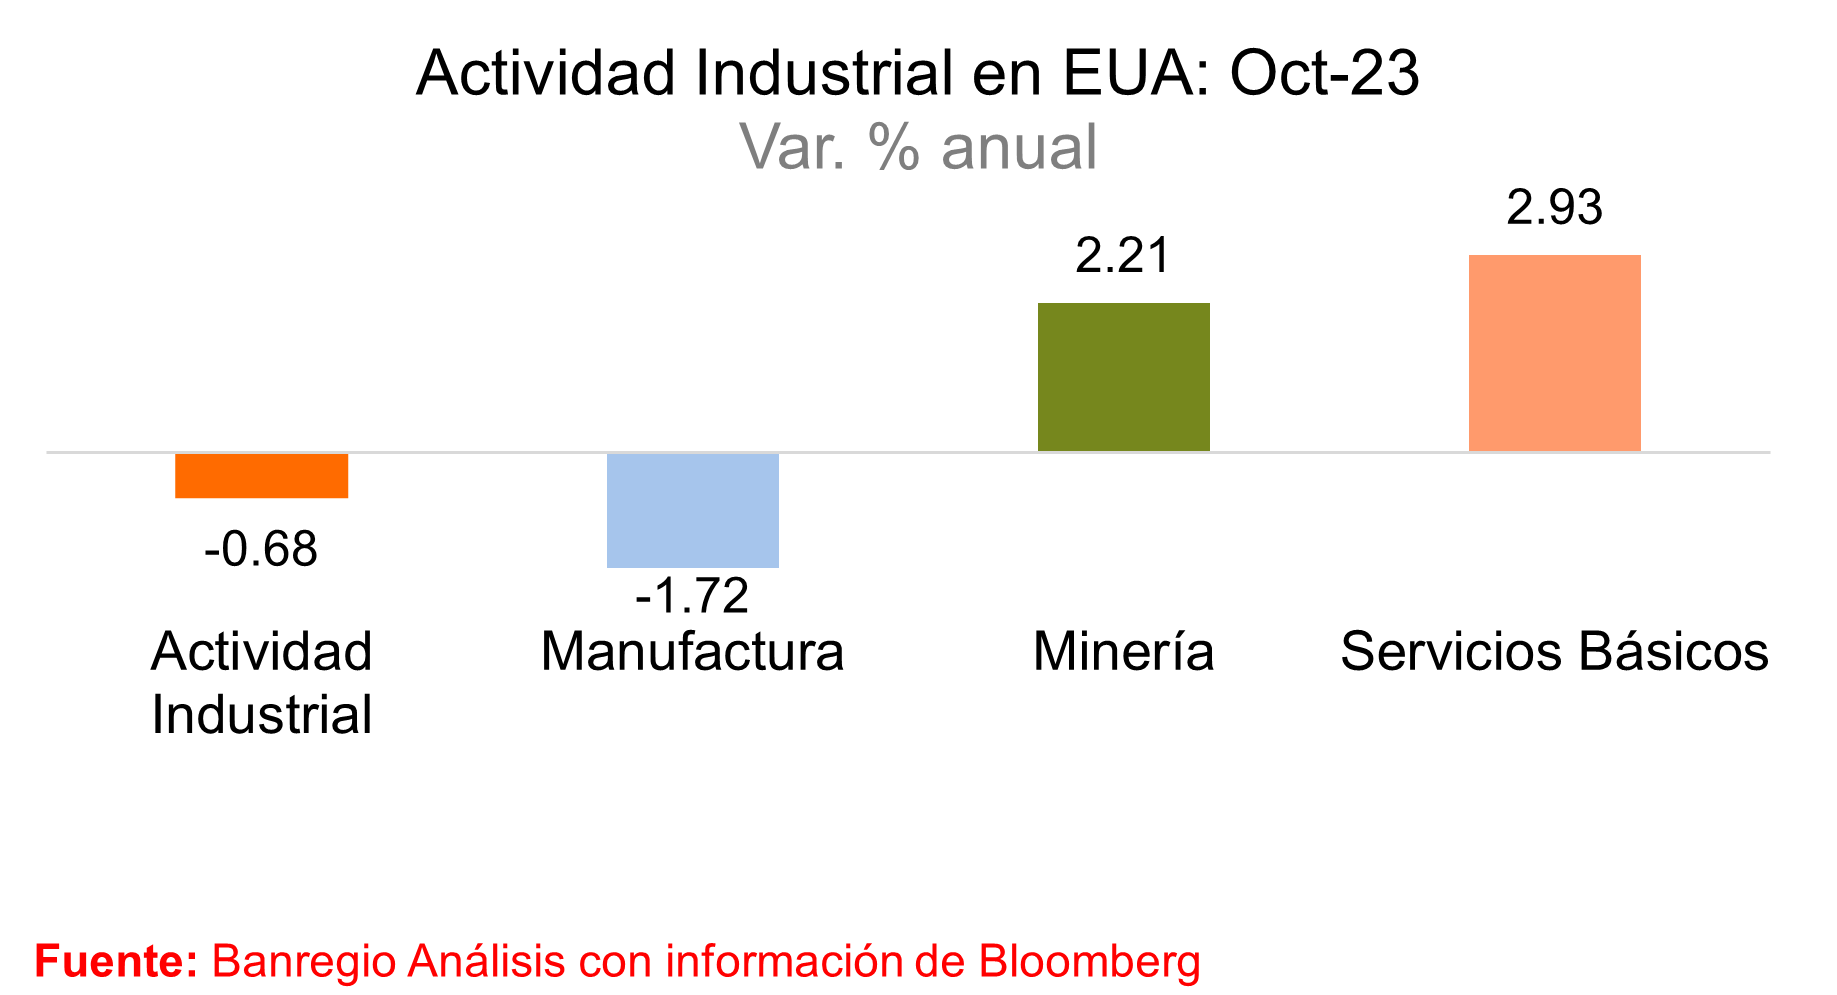 Actividad Industrial en EUA: Oct-23
Var. % anual
2.93
2.21
-0.68
-1.72
Actividad
Industrial
Manufactura
Minería
Servicios Básicos
Fuente: Banregio Análisis con información de Bloomberg